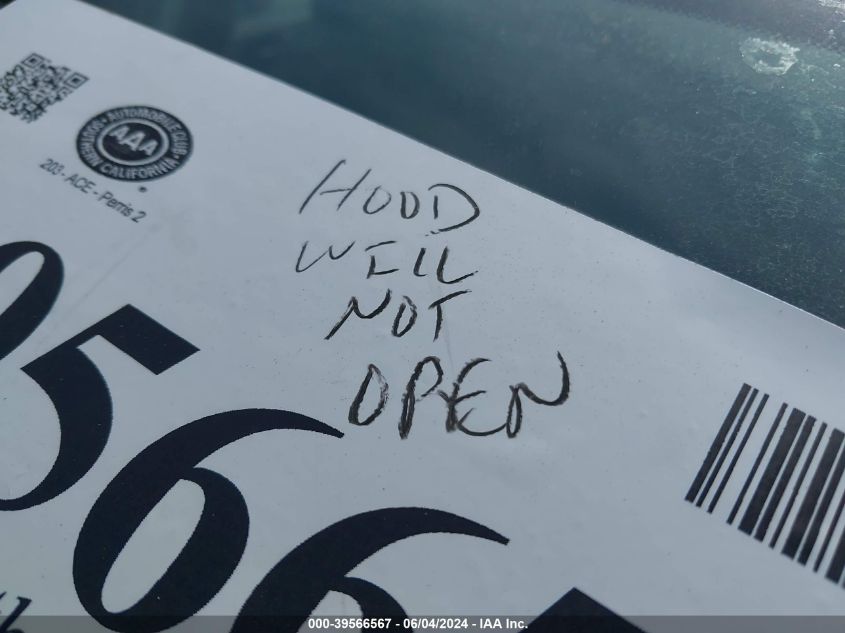 AUTOMOBILE CLUB
AAA
SOUTHERN CALIFORNIA
203 - ACE - Perris 2
HOOD
WILL
NOT
OPEN
566
000-39566567 - 06/04/2024 - IAA Inc.